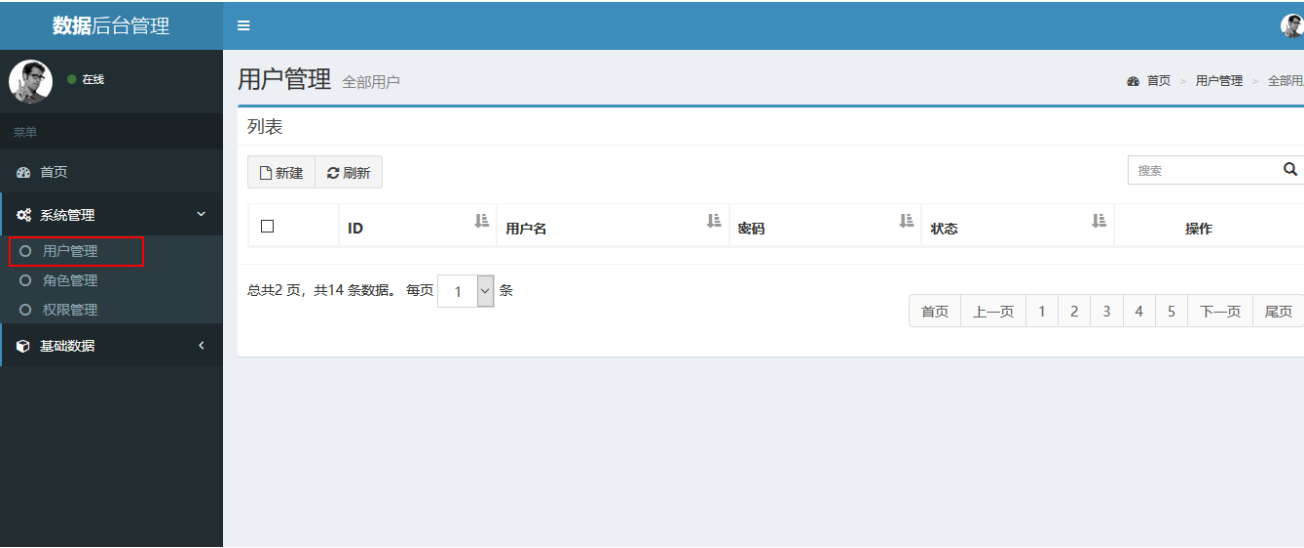 数据后台管理
在线
菜单
首页
系统管理
用户管理
角色管理
权限管理
基础数据
用户管理 全部用户
首页 > 用户管理 > 全部用
列表
新建 刷新
搜索
ID 用户名 密码 状态 操作
总共2 页，共14 条数据。 每页 1 条
首页 上一页 1 2 3 4 5 下一页 尾页